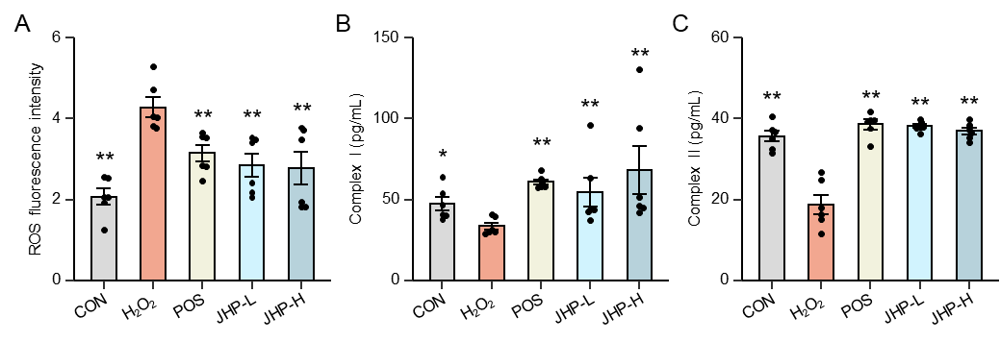 A
ROS fluorescence intensity
6
4
2
0
**
**
**
**
CON
H₂O₂
POS
JHP-L
JHP-H
B
Complex I (pg/mL)
150
100
50
0
*
**
**
**
CON
H₂O₂
POS
JHP-L
JHP-H
C
Complex II (pg/mL)
60
40
20
0
**
**
**
**
CON
H₂O₂
POS
JHP-L
JHP-H